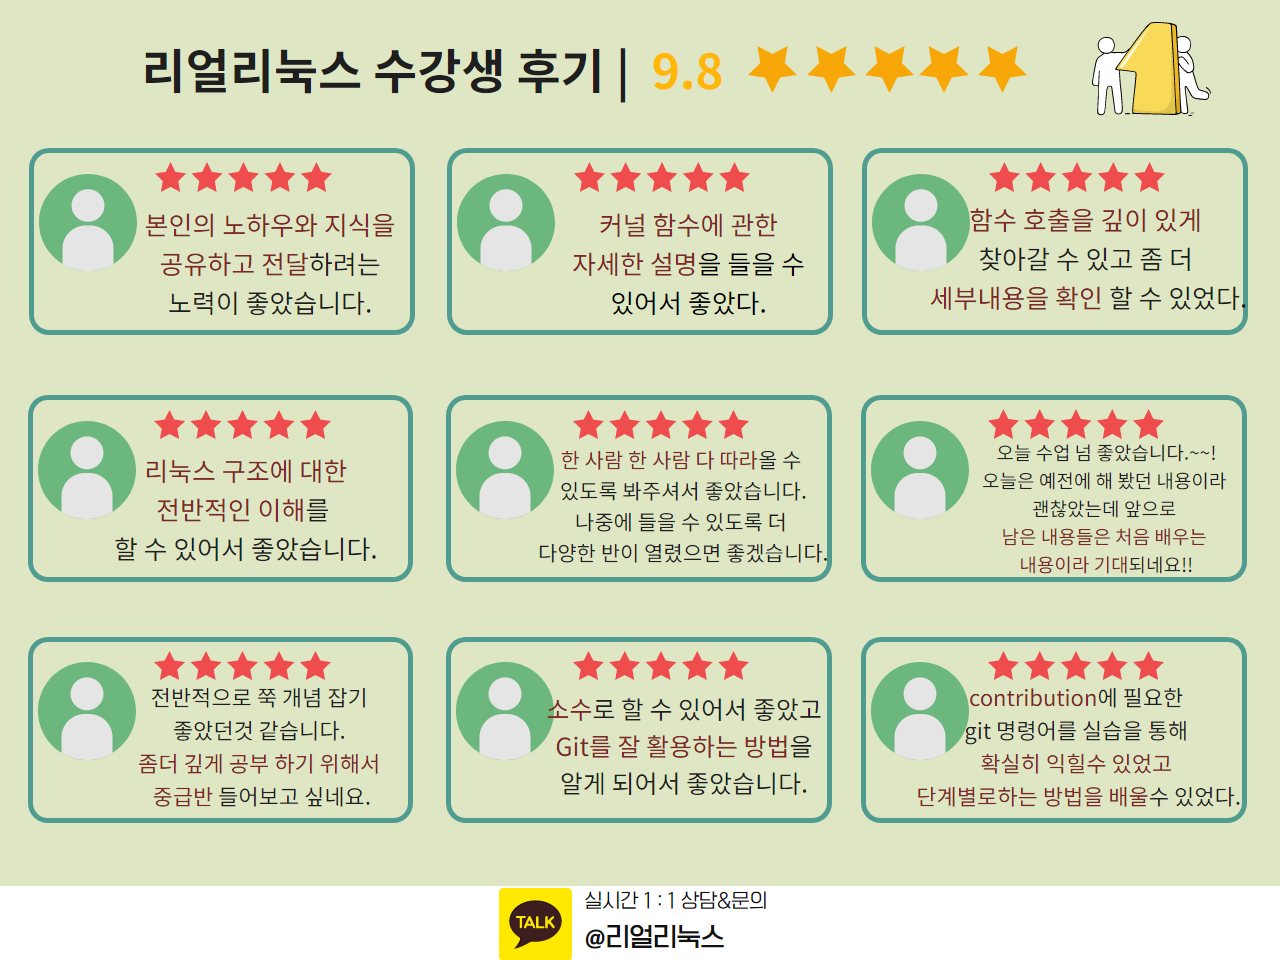 리얼리눅스 수강생 후기 | 9.8
본인의 노하우와 지식을
공유하고 전달하려는
노력이 좋았습니다.
커널 함수에 관한
자세한 설명을 들을 수
있어서 좋았다.
함수 호출을 깊이 있게
찾아갈 수 있고 좀 더
세부내용을 확인 할 수 있었다.
리눅스 구조에 대한
전반적인 이해를
할 수 있어서 좋았습니다.
한 사람 한 사람 다 따라올 수
있도록 봐주셔서 좋았습니다.
나중에 들을 수 있도록 더
다양한 반이 열렸으면 좋겠습니다.
오늘 수업 넘 좋았습니다.~~!
오늘은 예전에 해 봤던 내용이라
괜찮았는데 앞으로
남은 내용들은 처음 배우는
내용이라 기대되네요!!
전반적으로 쭉 개념 잡기
좋았던것 같습니다.
좀더 깊게 공부 하기 위해서
중급반 들어보고 싶네요.
소수로 할 수 있어서 좋았고
Git를 잘 활용하는 방법을
알게 되어서 좋았습니다.
contribution에 필요한
git 명령어를 실습을 통해
확실히 익힐수 있었고
단계별로하는 방법을 배울수 있었다.
TALK
실시간 1 : 1 상담&문의
@리얼리눅스